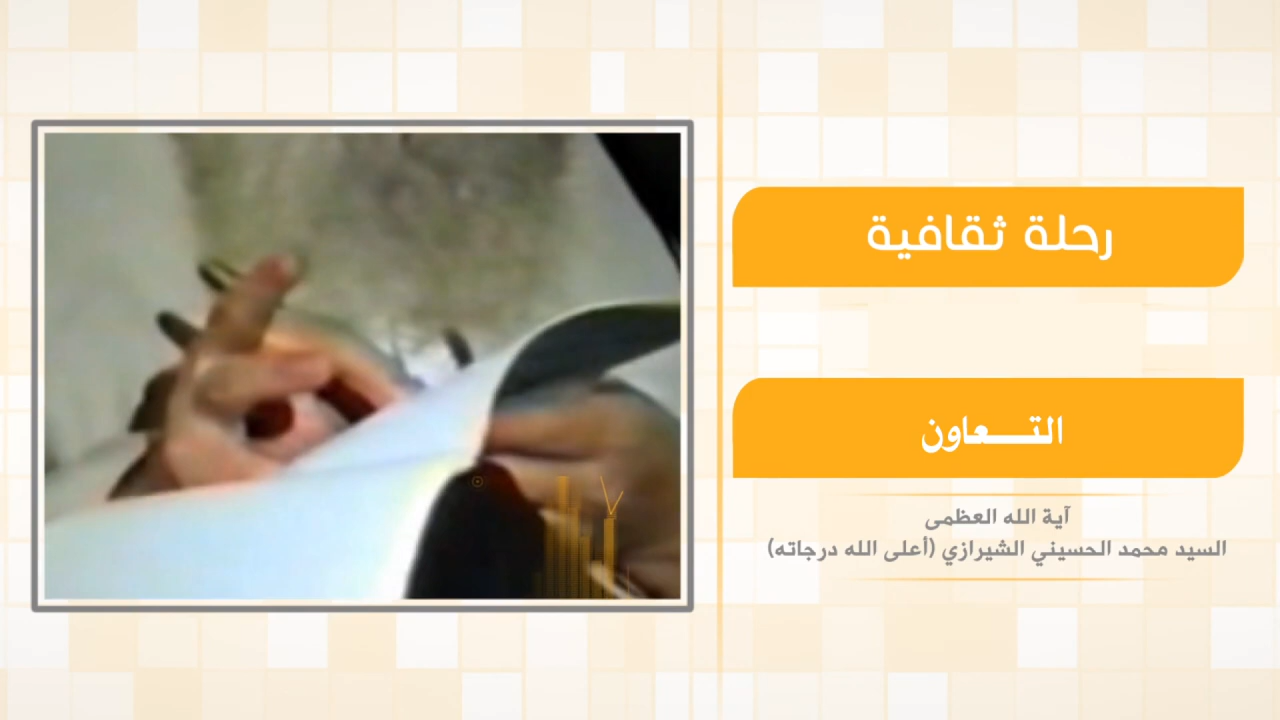 رحلة ثقافية
التـــعاون
آية الله العظمى
السيد محمد الحسيني الشيرازي (أعلى الله درجاته)